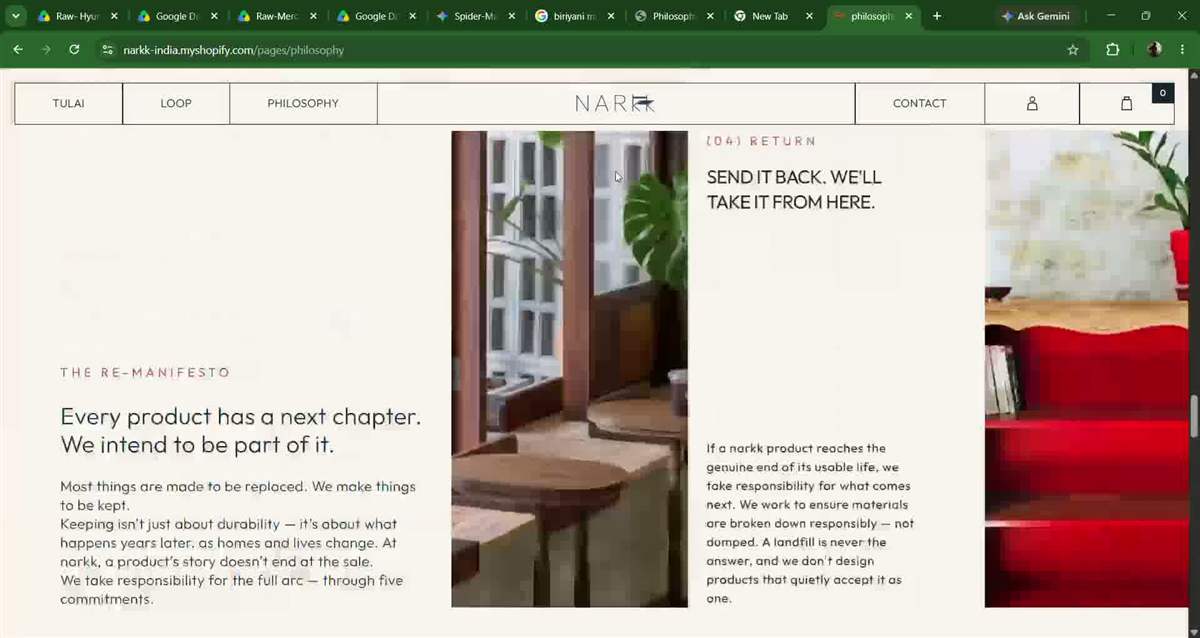 Raw- Hyu
Google D
Raw-Merc
Google D
Spider-M
biriyani m
Philosoph
New Tab
philosoph
Ask Gemini
narkk-india.myshopify.com/pages/philosophy
TULAI
LOOP
PHILOSOPHY
NARKK
CONTACT
0
THE RE-MANIFESTO
Every product has a next chapter.
We intend to be part of it.
Most things are made to be replaced. We make things
to be kept.
Keeping isn't just about durability — it's about what
happens years later, as homes and lives change. At
narkk, a product's story doesn't end at the sale.
We take responsibility for the full arc — through five
commitments.
(04) RETURN
SEND IT BACK. WE'LL
TAKE IT FROM HERE.
If a narkk product reaches the
genuine end of its usable life, we
take responsibility for what comes
next. We work to ensure materials
are broken down responsibly — not
dumped. A landfill is never the
answer, and we don't design
products that quietly accept it as
one.